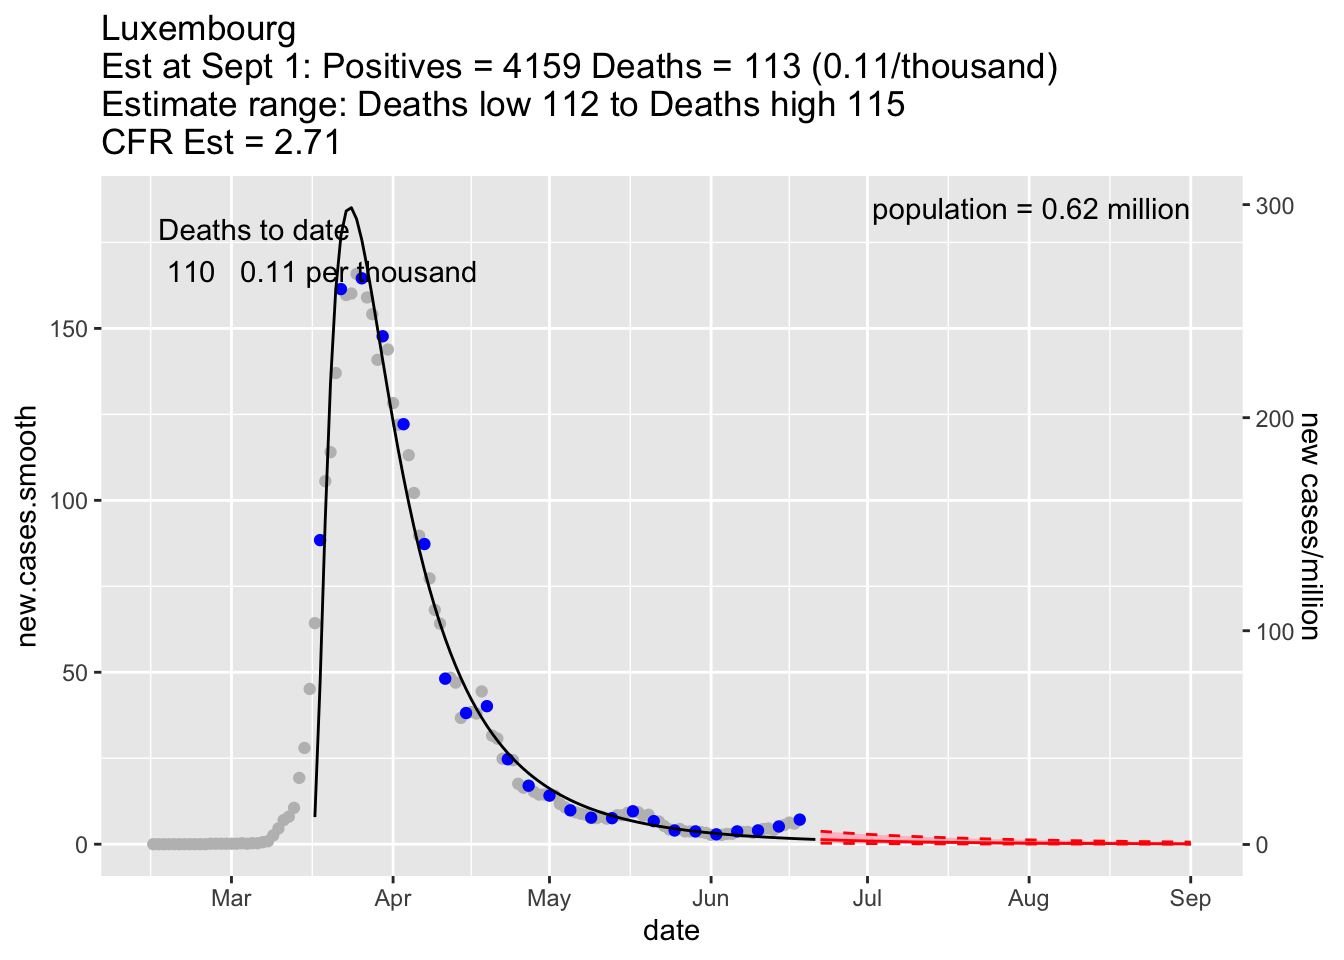 Luxembourg
Est at Sept 1: Positives = 4159 Deaths = 113 (0.11/thousand)
Estimate range: Deaths low 112 to Deaths high 115
CFR Est = 2.71
population = 0.62 million
Deaths to date
110 0.11 per thousand
150
100
50
0
new.cases.smooth
300
200
100
0
new cases/million
Mar Apr May Jun Jul Aug Sep
date